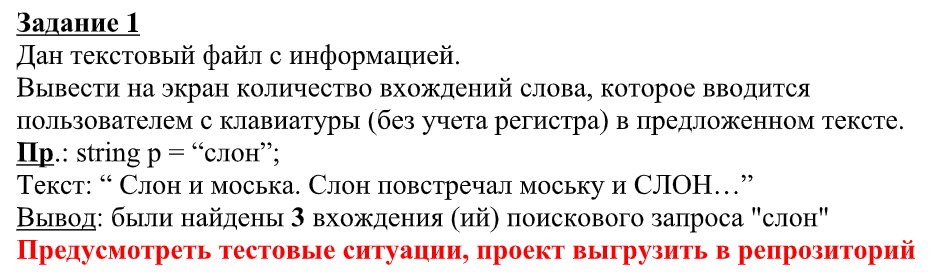 Задание 1
Дан текстовый файл с информацией.
Вывести на экран количество вхождений слова, которое вводится
пользователем с клавиатуры (без учета регистра) в предложенном тексте.
Пр.: string p = “слон”;
Текст: “ Слон и моська. Слон повстречал моську и СЛОН…”
Вывод: были найдены 3 вхождения (ий) поискового запроса "слон"
Предусмотреть тестовые ситуации, проект выгрузить в репрозиторий